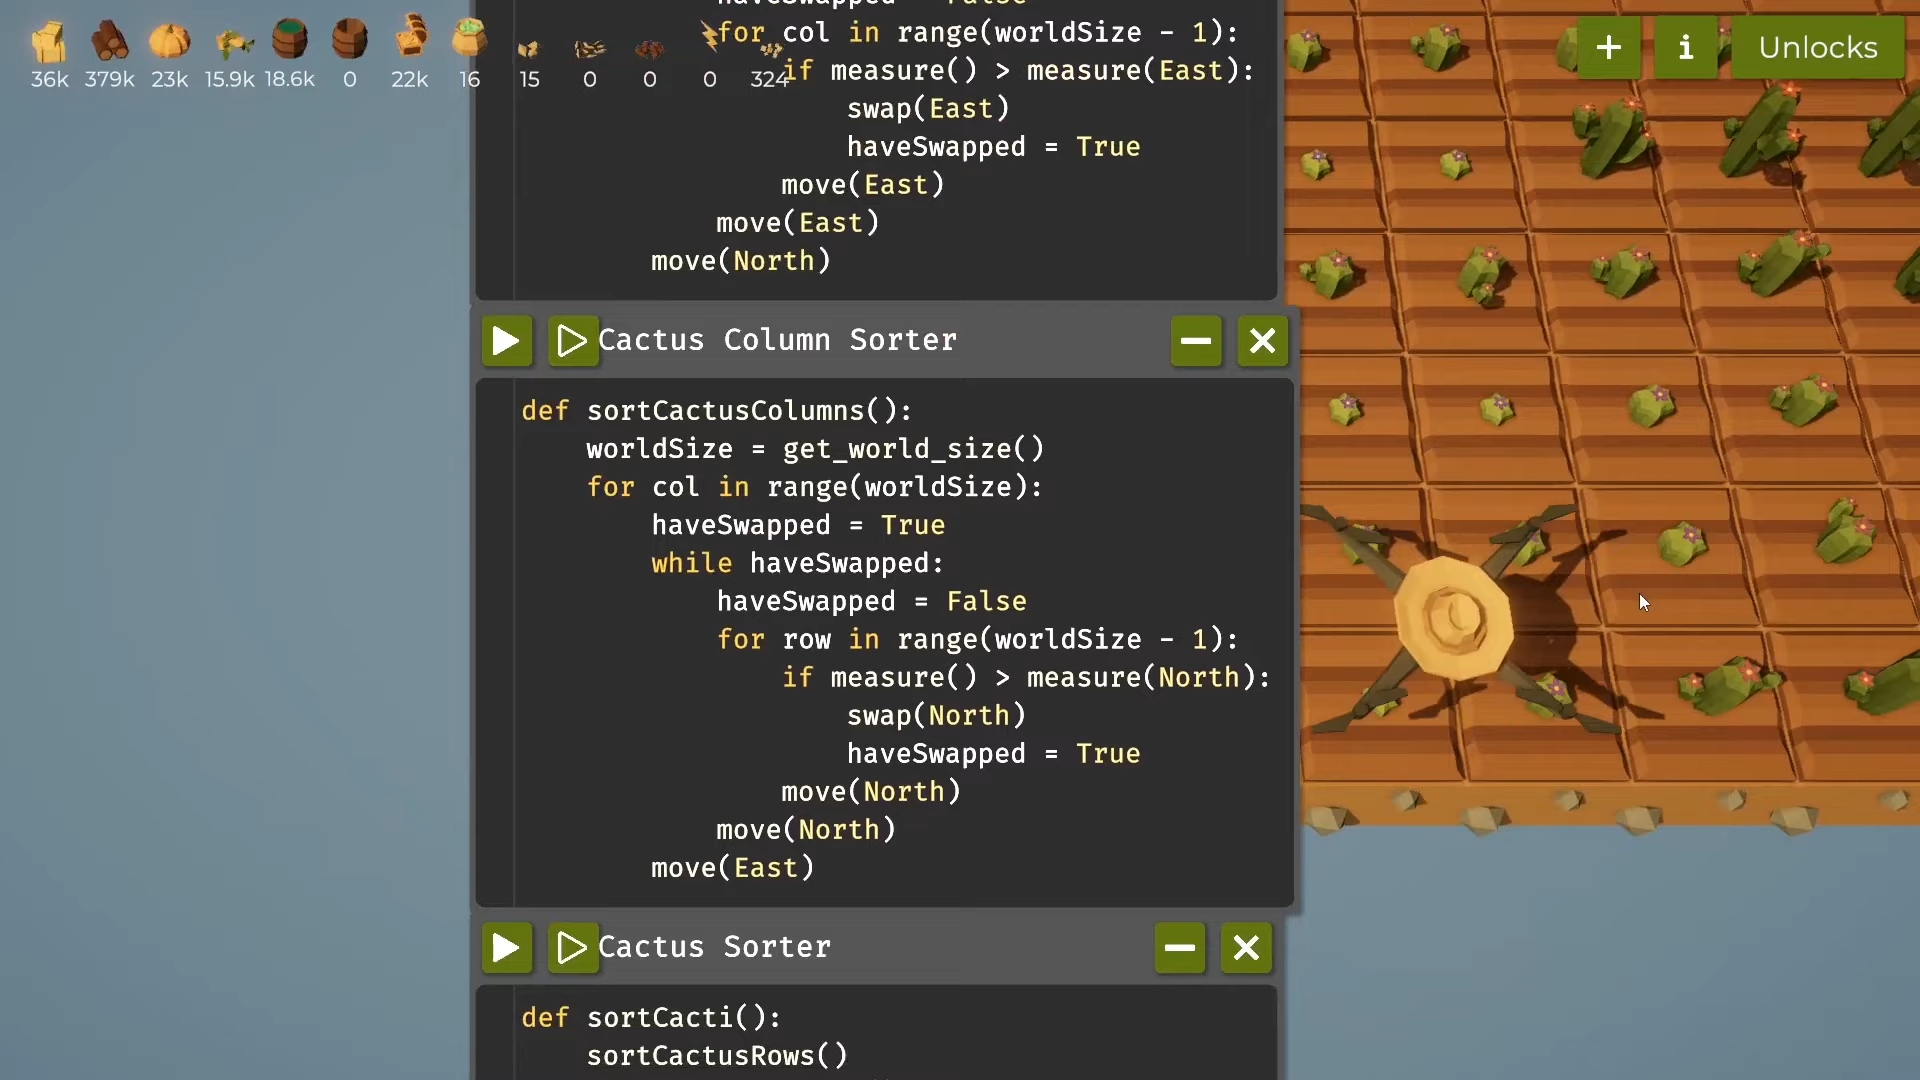 haveSwapped = False
for col in range(worldSize - 1):
Unlocks
36k 379k 23k 15.9k 18.6k 0 22k 16 15 0 0 0 324
if measure() > measure(East):
swap(East)
haveSwapped = True
move(East)
move(East)
move(North)
Cactus Column Sorter
def sortCactusColumns():
worldSize = get_world_size()
for col in range(worldSize):
haveSwapped = True
while haveSwapped:
haveSwapped = False
for row in range(worldSize - 1):
if measure() > measure(North):
swap(North)
haveSwapped = True
move(North)
move(North)
move(East)
Cactus Sorter
def sortCacti():
sortCactusRows()